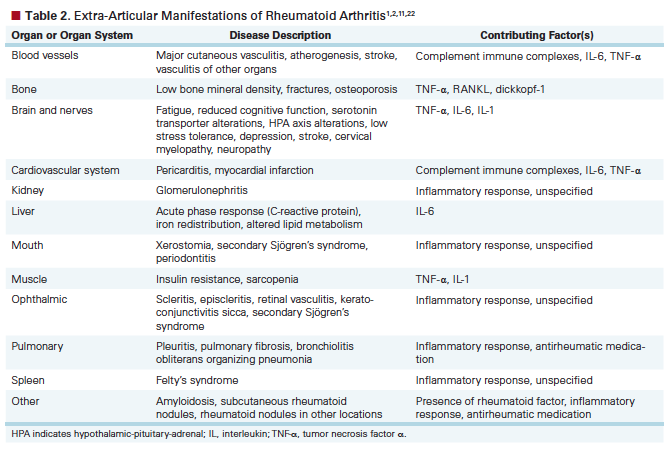 ■ Table 2. Extra-Articular Manifestations of Rheumatoid Arthritis1,2,11,22
Organ or Organ System Disease Description Contributing Factor(s)
Blood vessels Major cutaneous vasculitis, atherogenesis, stroke, Complement immune complexes, IL-6, TNF-α
vasculitis of other organs
Bone Low bone mineral density, fractures, osteoporosis TNF-α, RANKL, dickkopf-1
Brain and nerves Fatigue, reduced cognitive function, serotonin TNF-α, IL-6, IL-1
transporter alterations, HPA axis alterations, low
stress tolerance, depression, stroke, cervical
myelopathy, neuropathy
Cardiovascular system Pericarditis, myocardial infarction Complement immune complexes, IL-6, TNF-α
Kidney Glomerulonephritis Inflammatory response, unspecified
Liver Acute phase response (C-reactive protein), IL-6
iron redistribution, altered lipid metabolism
Mouth Xerostomia, secondary Sjögren's syndrome, Inflammatory response, unspecified
periodontitis
Muscle Insulin resistance, sarcopenia TNF-α, IL-1
Ophthalmic Scleritis, episcleritis, retinal vasculitis, kerato- Inflammatory response, unspecified
conjunctivitis sicca, secondary Sjögren's
syndrome
Pulmonary Pleuritis, pulmonary fibrosis, bronchiolitis Inflammatory response, antirheumatic medica-
obliterans organizing pneumonia tion
Spleen Felty's syndrome Inflammatory response, unspecified
Other Amyloidosis, subcutaneous rheumatoid Presence of rheumatoid factor, inflammatory
nodules, rheumatoid nodules in other locations response, antirheumatic medication
HPA indicates hypothalamic-pituitary-adrenal; IL, interleukin; TNF-α, tumor necrosis factor α.